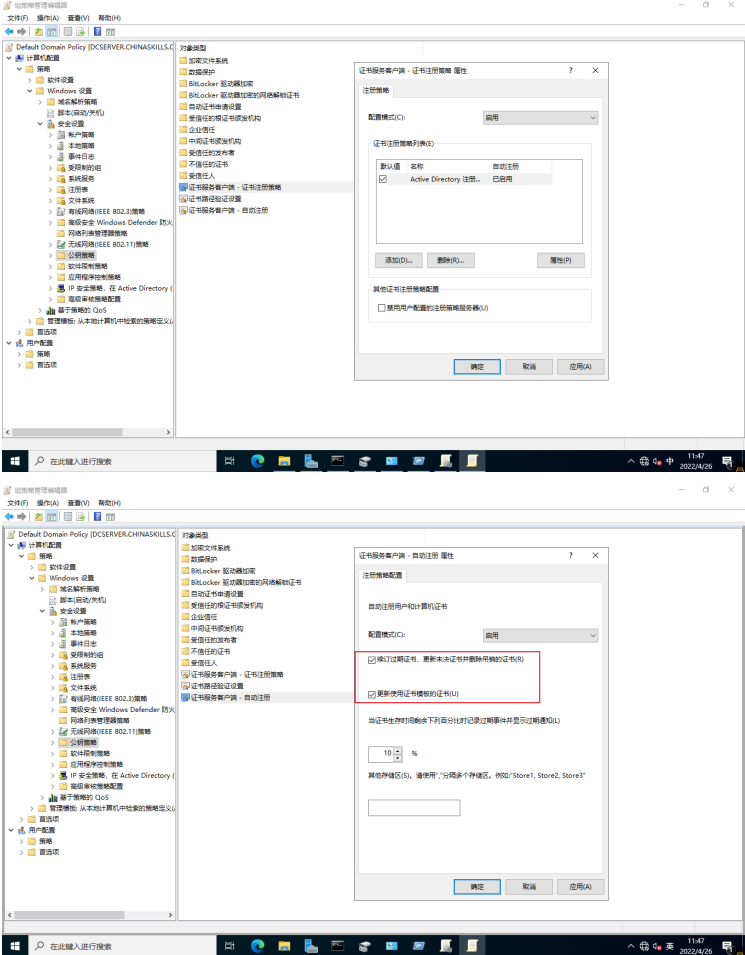 组策略管理编辑器
文件(F) 操作(A) 查看(V) 帮助(H)
Default Domain Policy [DCSERVER.CHINASKILLS.C
计算机配置
策略
软件设置
Windows 设置
域名解析策略
脚本(启动/关机)
安全设置
帐户策略
本地策略
事件日志
受限制的组
系统服务
注册表
文件系统
有线网络(IEEE 802.3)策略
高级安全 Windows Defender 防火
网络列表管理器策略
无线网络(IEEE 802.11)策略
公钥策略
软件限制策略
应用程序控制策略
IP 安全策略，在 Active Directory (
高级审核策略配置
基于策略的 QoS
管理模板: 从本地计算机中检索的策略定义(/
首选项
用户配置
策略
首选项
对象类型
加密文件系统
数据保护
BitLocker 驱动器加密
BitLocker 驱动器加密的网络解锁证书
自动证书申请设置
受信任的根证书颁发机构
企业信任
中间证书颁发机构
受信任的发布者
不信任的证书
受信任人
证书服务客户端 - 证书注册策略
证书路径验证设置
证书服务客户端 - 自动注册
证书服务客户端 - 证书注册策略 属性
注册策略
配置模式(C): 启用
证书注册策略列表(E)
默认值 名称 自动注册
Active Directory 注册... 已启用
添加(D)... 删除(R)... 属性(P)
其他证书注册策略配置
禁用用户配置的注册策略服务器(U)
确定 取消 应用(A)
在此键入进行搜索
中
11:47
2022/4/26
组策略管理编辑器
文件(F) 操作(A) 查看(V) 帮助(H)
Default Domain Policy [DCSERVER.CHINASKILLS.C
计算机配置
策略
软件设置
Windows 设置
域名解析策略
脚本(启动/关机)
安全设置
帐户策略
本地策略
事件日志
受限制的组
系统服务
注册表
文件系统
有线网络(IEEE 802.3)策略
高级安全 Windows Defender 防火
网络列表管理器策略
无线网络(IEEE 802.11)策略
公钥策略
软件限制策略
应用程序控制策略
IP 安全策略，在 Active Directory (
高级审核策略配置
基于策略的 QoS
管理模板: 从本地计算机中检索的策略定义(/
首选项
用户配置
策略
首选项
对象类型
加密文件系统
数据保护
BitLocker 驱动器加密
BitLocker 驱动器加密的网络解锁证书
自动证书申请设置
受信任的根证书颁发机构
企业信任
中间证书颁发机构
受信任的发布者
不信任的证书
受信任人
证书服务客户端 - 证书注册策略
证书路径验证设置
证书服务客户端 - 自动注册
证书服务客户端 - 自动注册 属性
注册策略配置
自动注册用户和计算机证书
配置模式(C): 启用
续订过期证书、更新未决证书并删除吊销的证书(R)
更新使用证书模板的证书(U)
当证书生存时间剩余下列百分比时记录过期事件并显示过期通知(L)
10 %
其他存储区(S)。请使用","分隔多个存储区。例如:"Store1, Store2, Store3"
确定 取消 应用(A)
在此键入进行搜索
英
11:47
2022/4/26